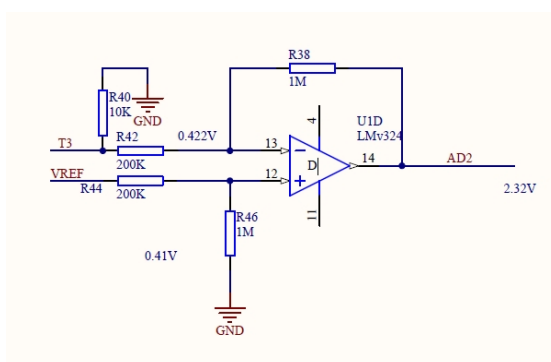 R38
1M
R40
10K
GND
R42
200K
0.422V
4
U1D
LMv324
T3
13
D
14
AD2
VREF
R44
200K
12
2.32V
R46
1M
11
0.41V
GND